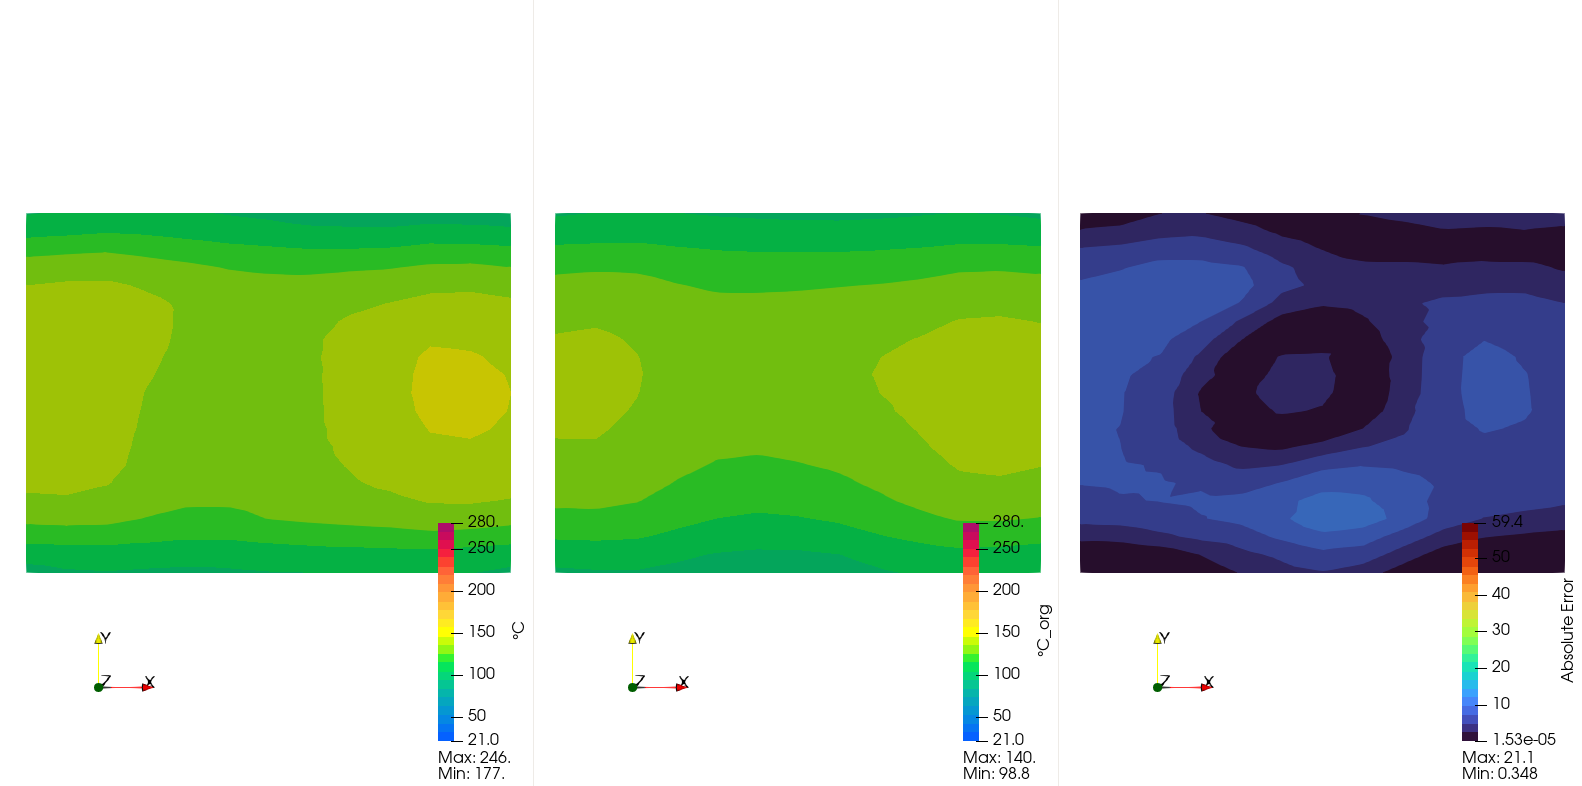 280.
250
200
150
100
50
21.0
°C
Max: 246.
Min: 177.
Y
Z
X
280.
250
200
150
100
50
21.0
°C_org
Max: 140.
Min: 98.8
Y
Z
X
59.4
50
40
30
20
10
1.53e-05
Absolute Error
Max: 21.1
Min: 0.348
Y
Z
X